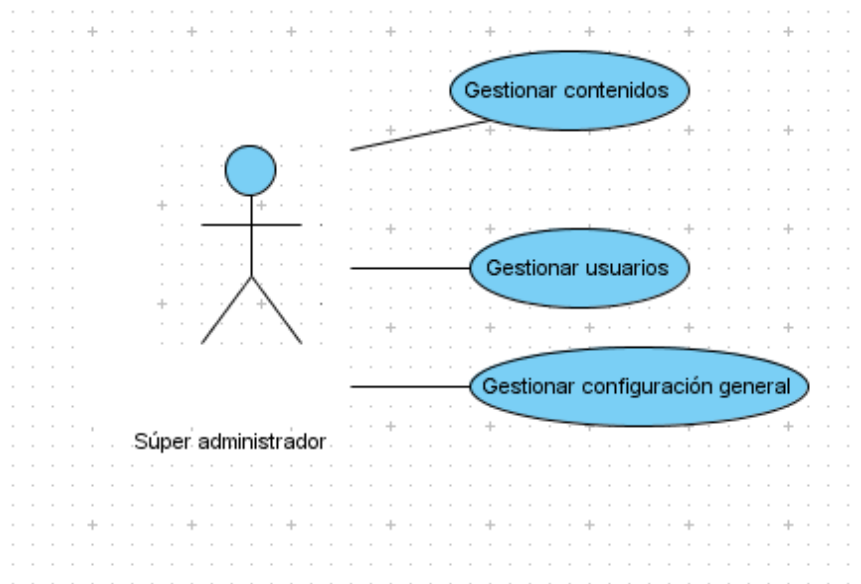 Gestionar contenidos
Gestionar usuarios
Gestionar configuración general
Súper administrador